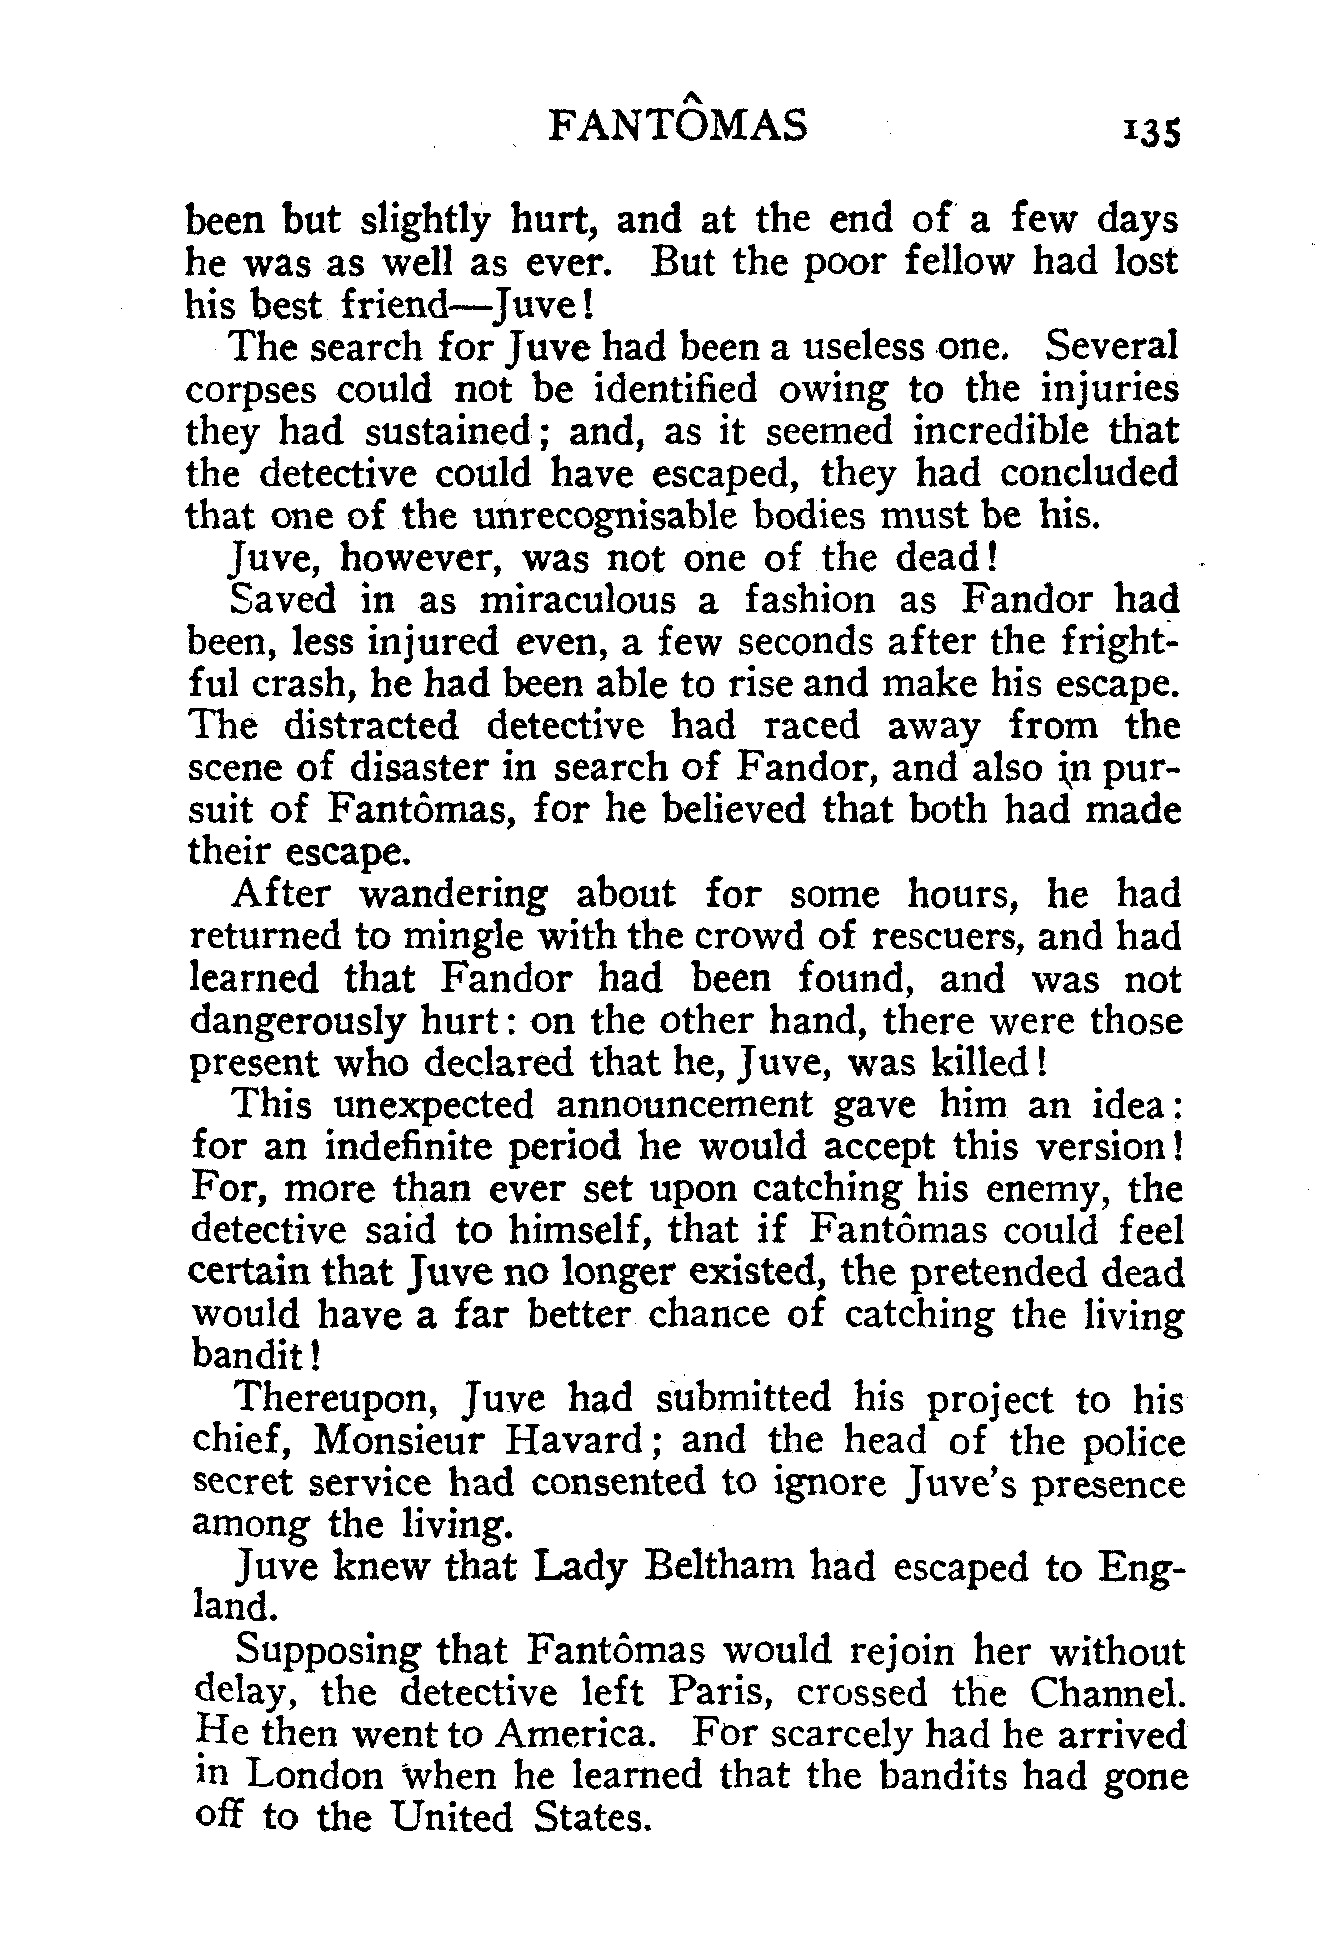 FANTÔMAS 135
been but slightly hurt, and at the end of a few days
he was as well as ever. But the poor fellow had lost
his best friend—Juve!
The search for Juve had been a useless one. Several
corpses could not be identified owing to the injuries
they had sustained; and, as it seemed incredible that
the detective could have escaped, they had concluded
that one of the unrecognisable bodies must be his.
Juve, however, was not one of the dead!
Saved in as miraculous a fashion as Fandor had
been, less injured even, a few seconds after the fright-
ful crash, he had been able to rise and make his escape.
The distracted detective had raced away from the
scene of disaster in search of Fandor, and also in pur-
suit of Fantômas, for he believed that both had made
their escape.
After wandering about for some hours, he had
returned to mingle with the crowd of rescuers, and had
learned that Fandor had been found, and was not
dangerously hurt: on the other hand, there were those
present who declared that he, Juve, was killed!
This unexpected announcement gave him an idea:
for an indefinite period he would accept this version!
For, more than ever set upon catching his enemy, the
detective said to himself, that if Fantômas could feel
certain that Juve no longer existed, the pretended dead
would have a far better chance of catching the living
bandit!
Thereupon, Juve had submitted his project to his
chief, Monsieur Havard; and the head of the police
secret service had consented to ignore Juve's presence
among the living.
Juve knew that Lady Beltham had escaped to Eng-
land.
Supposing that Fantômas would rejoin her without
delay, the detective left Paris, crossed the Channel.
He then went to America. For scarcely had he arrived
in London when he learned that the bandits had gone
off to the United States.